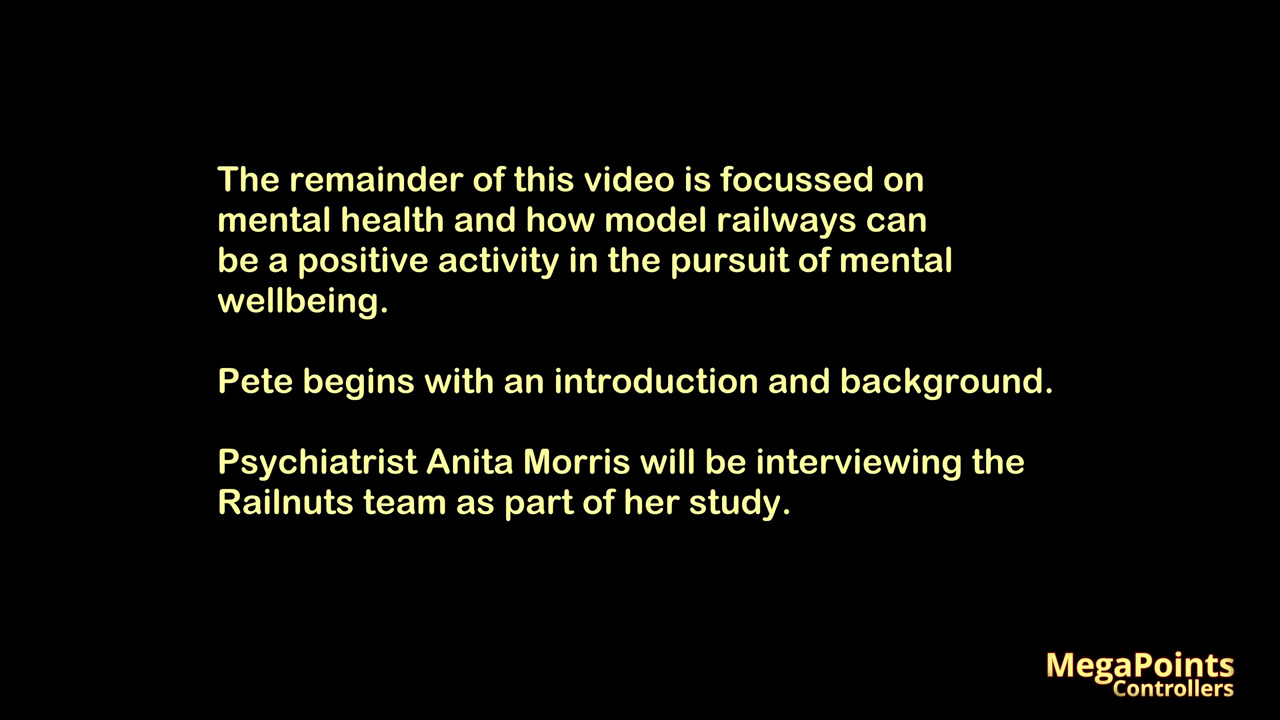 The remainder of this video is focussed on
mental health and how model railways can
be a positive activity in the pursuit of mental
wellbeing.
Pete begins with an introduction and background.
Psychiatrist Anita Morris will be interviewing the
Railnuts team as part of her study.
MegaPoints
Controllers